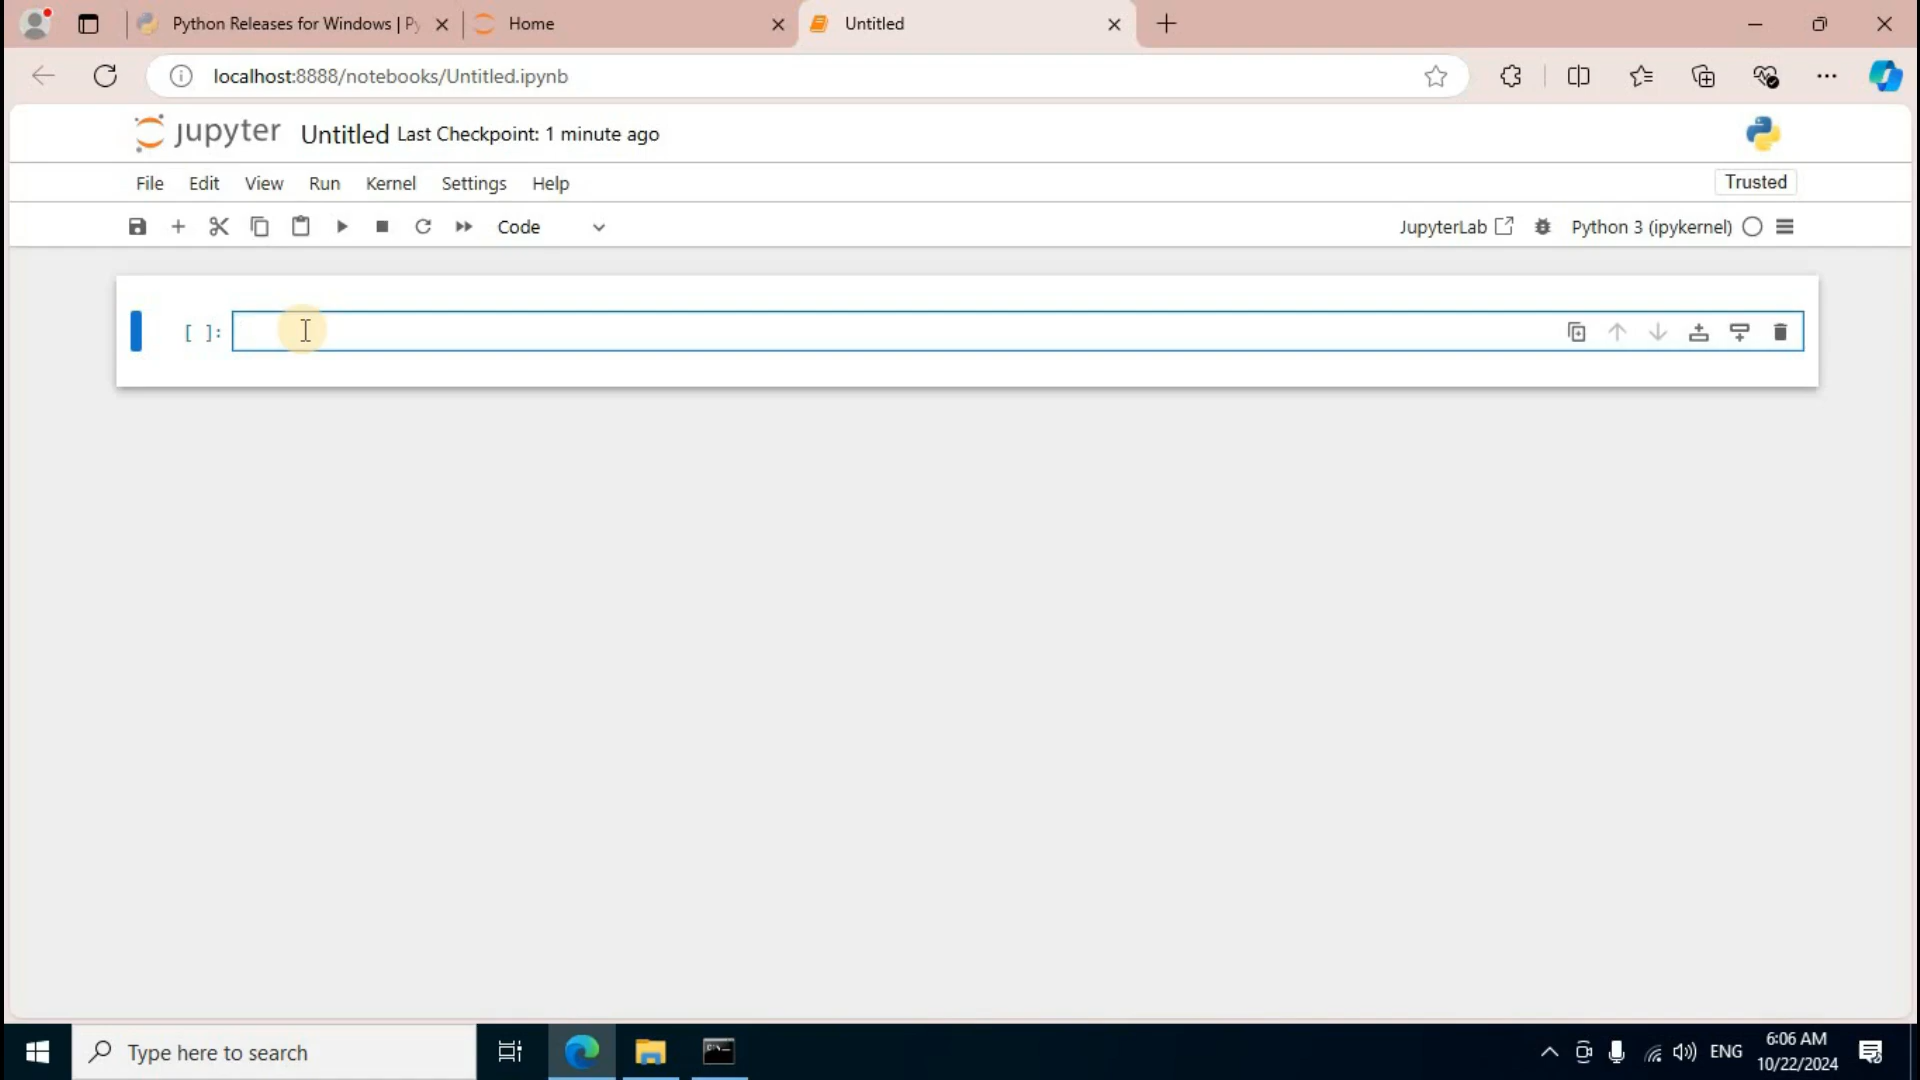 Python Releases for Windows | Py
Home
Untitled
localhost:8888/notebooks/Untitled.ipynb
jupyter Untitled Last Checkpoint: 1 minute ago
File Edit View Run Kernel Settings Help
Trusted
Code
JupyterLab
Python 3 (ipykernel)
[ ]:
Type here to search
ENG
6:06 AM
10/22/2024